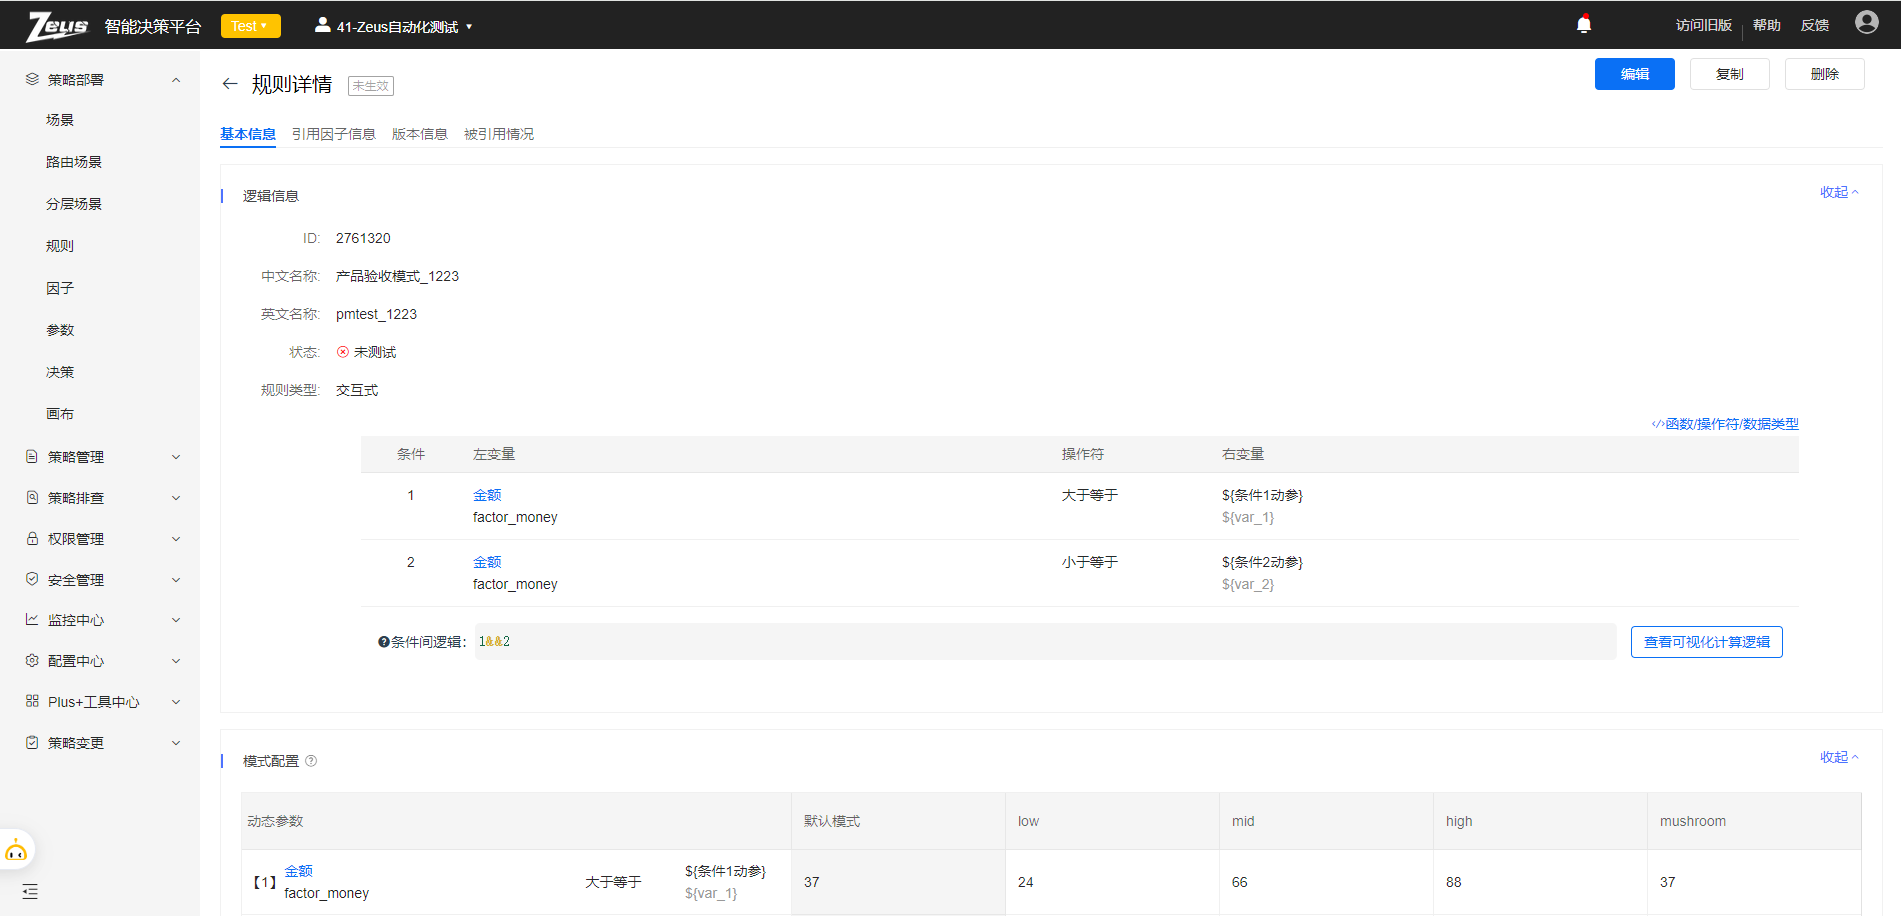 Zeus 智能决策平台 Test 41-Zeus自动化测试 访问旧版 帮助 反馈
策略部署
场景
路由场景
分层场景
规则
因子
参数
决策
画布
策略管理
策略排查
权限管理
安全管理
监控中心
配置中心
Plus+工具中心
策略变更
规则详情 未生效
编辑 复制 删除
基本信息 引用因子信息 版本信息 被引用情况
逻辑信息 收起
ID: 2761320
中文名称: 产品验收模式_1223
英文名称: pmtest_1223
状态: 未测试
规则类型: 交互式
</>函数/操作符/数据类型
条件 左变量 操作符 右变量
1 金额 大于等于 ${条件1动参}
factor_money ${var_1}
2 金额 小于等于 ${条件2动参}
factor_money ${var_2}
条件间逻辑: 1&&2 查看可视化计算逻辑
模式配置 收起
动态参数 默认模式 low mid high mushroom
【1】 金额 大于等于 ${条件1动参} 37 24 66 88 37
factor_money ${var_1}